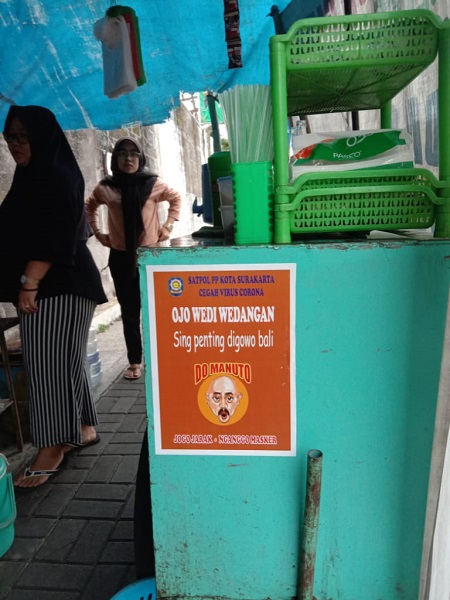 SATPOL PP KOTA SURAKARTA
CEGAH VIRUS CORONA
OJO WEDI WEDANGAN
Sing penting digowo bali
DO MANUTO
JOGO JARAK - NGANGGO MASKER
PASEO